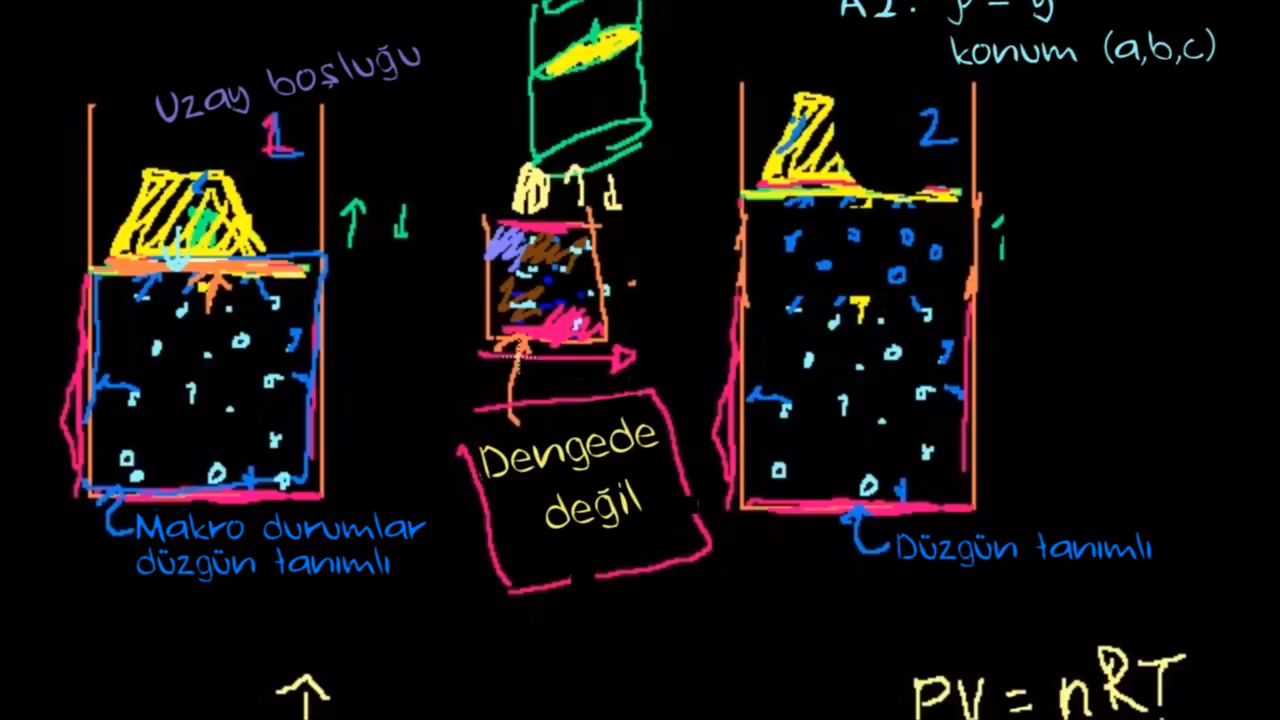 konum (a,b,c)
Uzay boşluğu
1
2
d
d
T
Dengede
değil
Makro durumlar
düzgün tanımlı
Düzgün tanımlı
PV = nRT